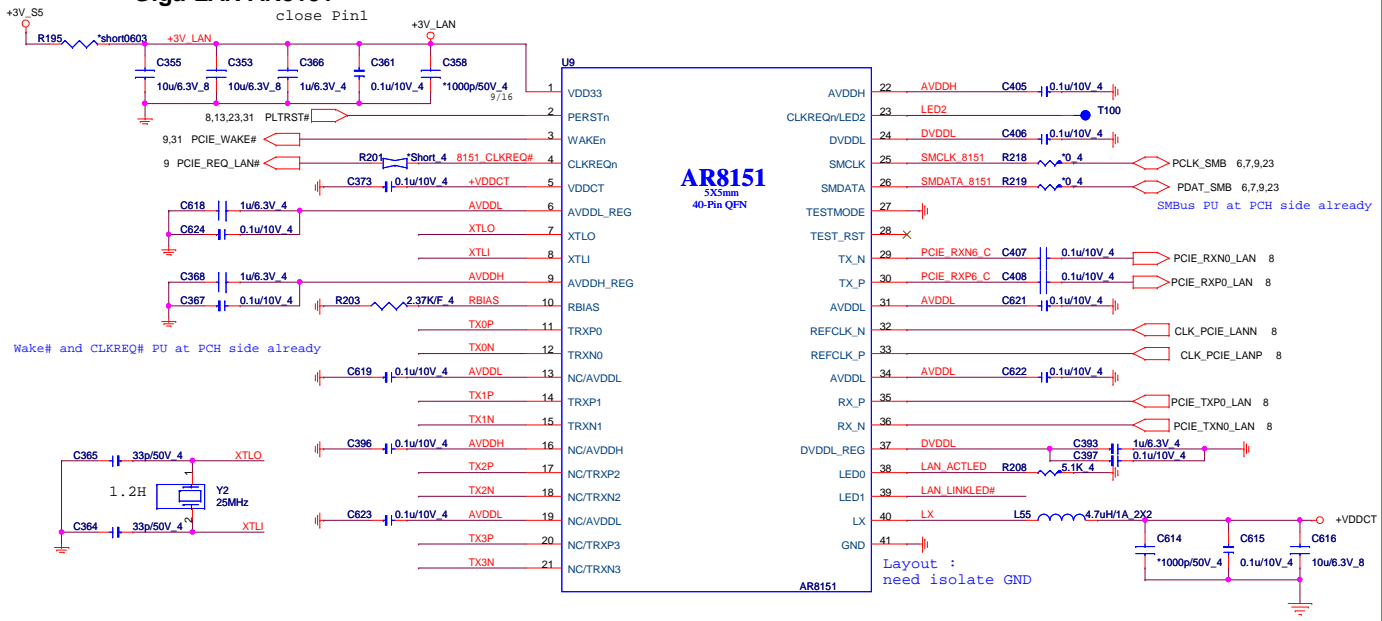 close Pin1
+3V_S5
+3V_LAN
R195 *short0603 +3V_LAN
C355 10u/6.3V_8
C353 10u/6.3V_8
C366 1u/6.3V_4
C361 0.1u/10V_4
C358 *1000p/50V_4
9/16
U9
AR8151
5X5mm
40-Pin QFN
1 VDD33
8,13,23,31 PLTRST# 2 PERSTn
9,31 PCIE_WAKE# 3 WAKEn
9 PCIE_REQ_LAN# R201 *Short_4 8151_CLKREQ# 4 CLKREQn
C373 0.1u/10V_4 +VDDCT 5 VDDCT
C618 1u/6.3V_4 AVDDL 6 AVDDL_REG
C624 0.1u/10V_4 XTLO 7 XTLO
XTLI 8 XTLI
C368 1u/6.3V_4 AVDDH 9 AVDDH_REG
C367 0.1u/10V_4 R203 2.37K/F_4 RBIAS 10 RBIAS
TX0P 11 TRXP0
Wake# and CLKREQ# PU at PCH side already
TX0N 12 TRXN0
C619 0.1u/10V_4 AVDDL 13 NC/AVDDL
TX1P 14 TRXP1
TX1N 15 TRXN1
C396 0.1u/10V_4 AVDDH 16 NC/AVDDH
TX2P 17 NC/TRXP2
TX2N 18 NC/TRXN2
C623 0.1u/10V_4 AVDDL 19 NC/AVDDL
TX3P 20 NC/TRXP3
TX3N 21 NC/TRXN3
C365 33p/50V_4 XTLO
1
1.2H Y2
25MHz
2
C364 33p/50V_4 XTLI
AVDDH 22 AVDDH C405 0.1u/10V_4
CLKREQn/LED2 23 LED2 T100
DVDDL 24 DVDDL C406 0.1u/10V_4
SMCLK 25 SMCLK_8151 R218 *0_4 PCLK_SMB 6,7,9,23
SMDATA 26 SMDATA_8151 R219 *0_4 PDAT_SMB 6,7,9,23
SMBus PU at PCH side already
TESTMODE 27
TEST_RST 28
TX_N 29 PCIE_RXN6_C C407 0.1u/10V_4 PCIE_RXN0_LAN 8
TX_P 30 PCIE_RXP6_C C408 0.1u/10V_4 PCIE_RXP0_LAN 8
AVDDL 31 AVDDL C621 0.1u/10V_4
REFCLK_N 32 CLK_PCIE_LANN 8
REFCLK_P 33 CLK_PCIE_LANP 8
AVDDL 34 AVDDL C622 0.1u/10V_4
RX_P 35 PCIE_TXP0_LAN 8
RX_N 36 PCIE_TXN0_LAN 8
DVDDL_REG 37 DVDDL C393 1u/6.3V_4
C397 0.1u/10V_4
LED0 38 LAN_ACTLED R208 5.1K_4
LED1 39 LAN_LINKLED#
LX 40 LX L55 4.7uH/1A_2X2 +VDDCT
GND 41
C614 *1000p/50V_4
C615 0.1u/10V_4
C616 10u/6.3V_8
Layout :
need isolate GND
AR8151